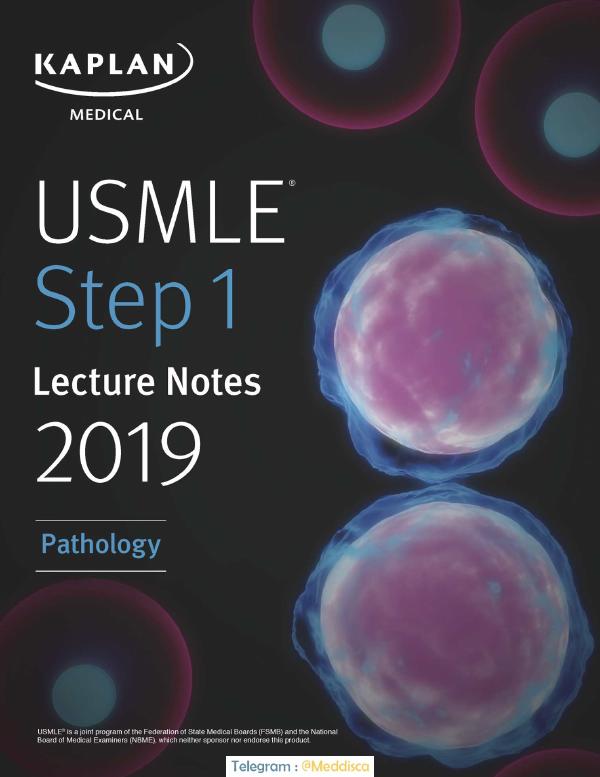 KAPLAN
MEDICAL
USMLE®
Step 1
Lecture Notes
2019
Pathology
USMLE® is a joint program of the Federation of State Medical Boards (FSMB) and the National
Board of Medical Examiners (NBME), which neither sponsor nor endorse this product.
Telegram : @Meddisca